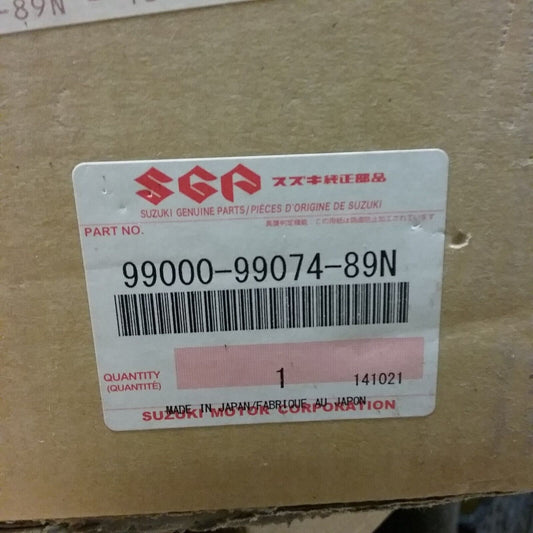 -89N
SGP スズキ純正部品
SUZUKI GENUINE PARTS/PIÈCES D'ORIGINE DE SUZUKI
PART NO.
99000-99074-89N
QUANTITY
(QUANTITÉ)
1
141021
MADE IN JAPAN/FABRIQUE AU JAPON
SUZUKI MOTOR CORPORATION